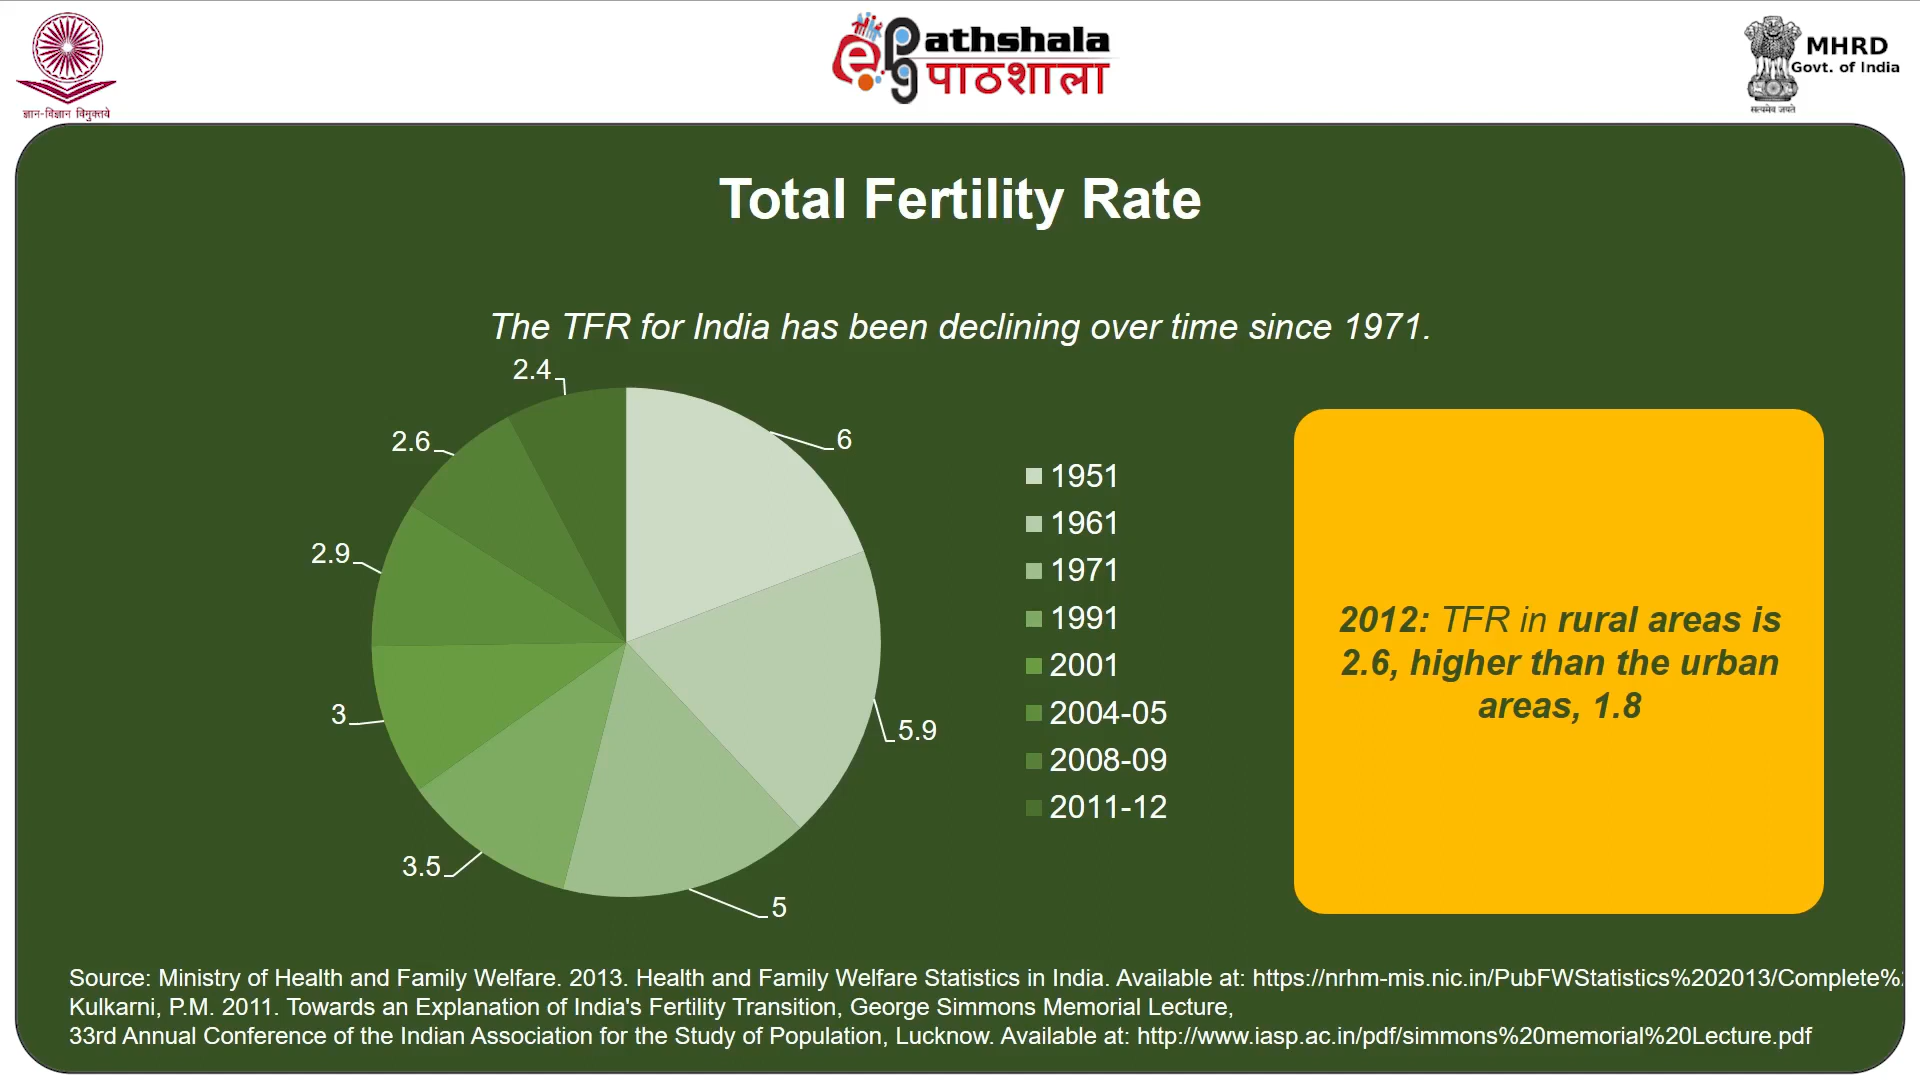 ज्ञान-विज्ञान विमुक्तये
ePG Pathshala
पाठशाला
MHRD
Govt. of India
सत्यमेव जयते
Total Fertility Rate
The TFR for India has been declining over time since 1971.
2.4
2.6
6
2.9
3
5.9
3.5
5
1951
1961
1971
1991
2001
2004-05
2008-09
2011-12
2012: TFR in rural areas is
2.6, higher than the urban
areas, 1.8
Source: Ministry of Health and Family Welfare. 2013. Health and Family Welfare Statistics in India. Available at: https://nrhm-mis.nic.in/PubFWStatistics%202013/Complete%
Kulkarni, P.M. 2011. Towards an Explanation of India's Fertility Transition, George Simmons Memorial Lecture,
33rd Annual Conference of the Indian Association for the Study of Population, Lucknow. Available at: http://www.iasp.ac.in/pdf/simmons%20memorial%20Lecture.pdf